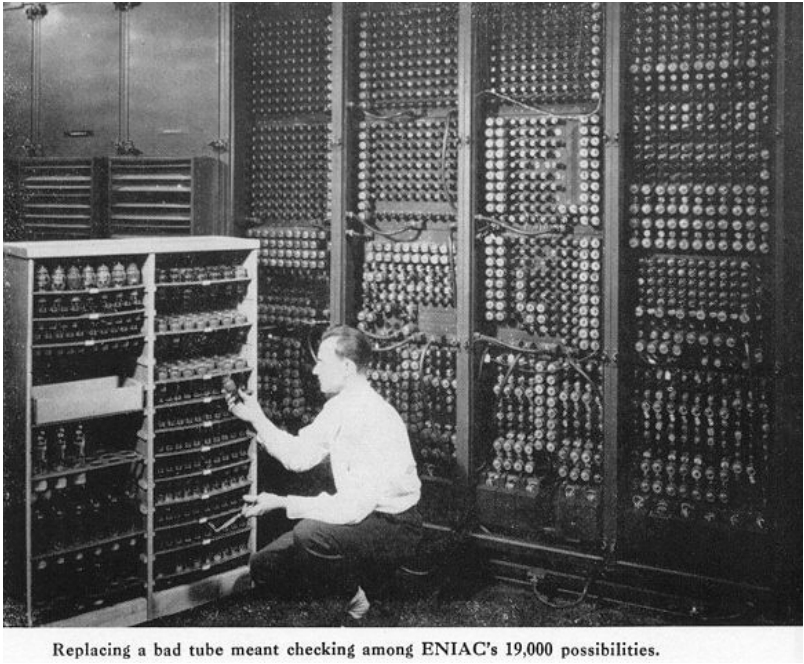 Replacing a bad tube meant checking among ENIAC's 19,000 possibilities.